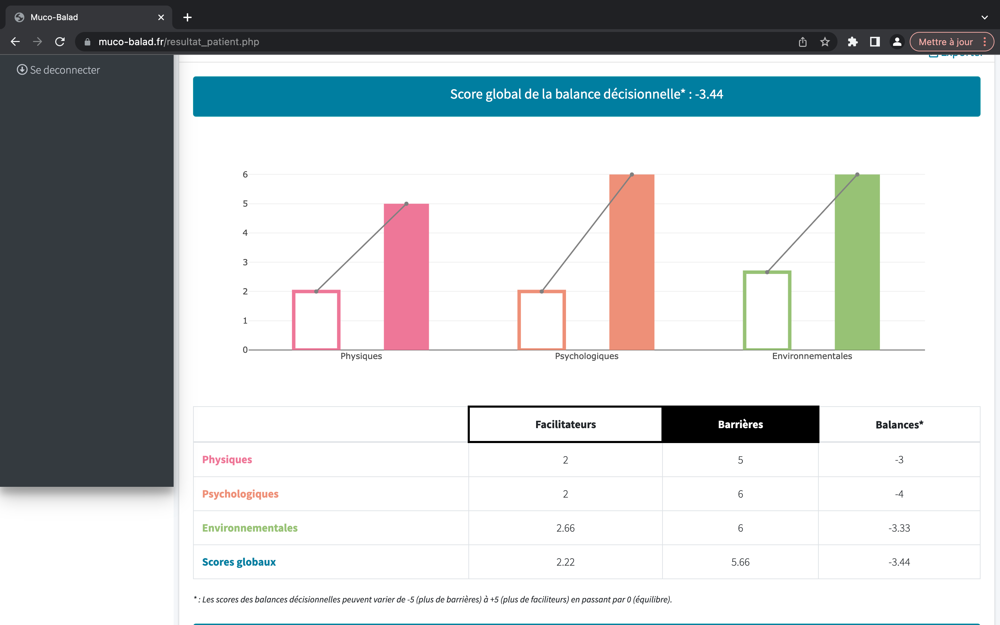 Muco-Balad
muco-balad.fr/resultat_patient.php
Mettre à jour
Exporter
Se deconnecter
Score global de la balance décisionnelle* : -3.44
6
5
4
3
2
1
0
Physiques Psychologiques Environnementales
Facilitateurs Barrières Balances*
Physiques 2 5 -3
Psychologiques 2 6 -4
Environnementales 2.66 6 -3.33
Scores globaux 2.22 5.66 -3.44
* : Les scores des balances décisionnelles peuvent varier de -5 (plus de barrières) à +5 (plus de faciliteurs) en passant par 0 (équilibre).